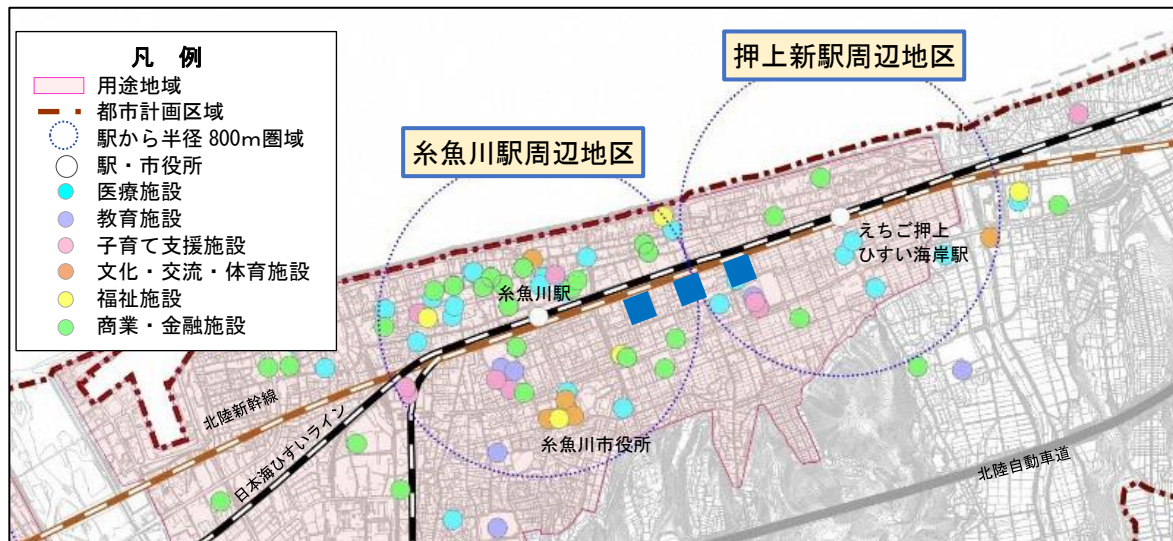 凡 例
用途地域
都市計画区域
駅から半径 800m圏域
駅・市役所
医療施設
教育施設
子育て支援施設
文化・交流・体育施設
福祉施設
商業・金融施設
押上新駅周辺地区
糸魚川駅周辺地区
えちご押上
ひすい海岸駅
糸魚川駅
糸魚川市役所
北陸新幹線
日本海ひすいライン
北陸自動車道